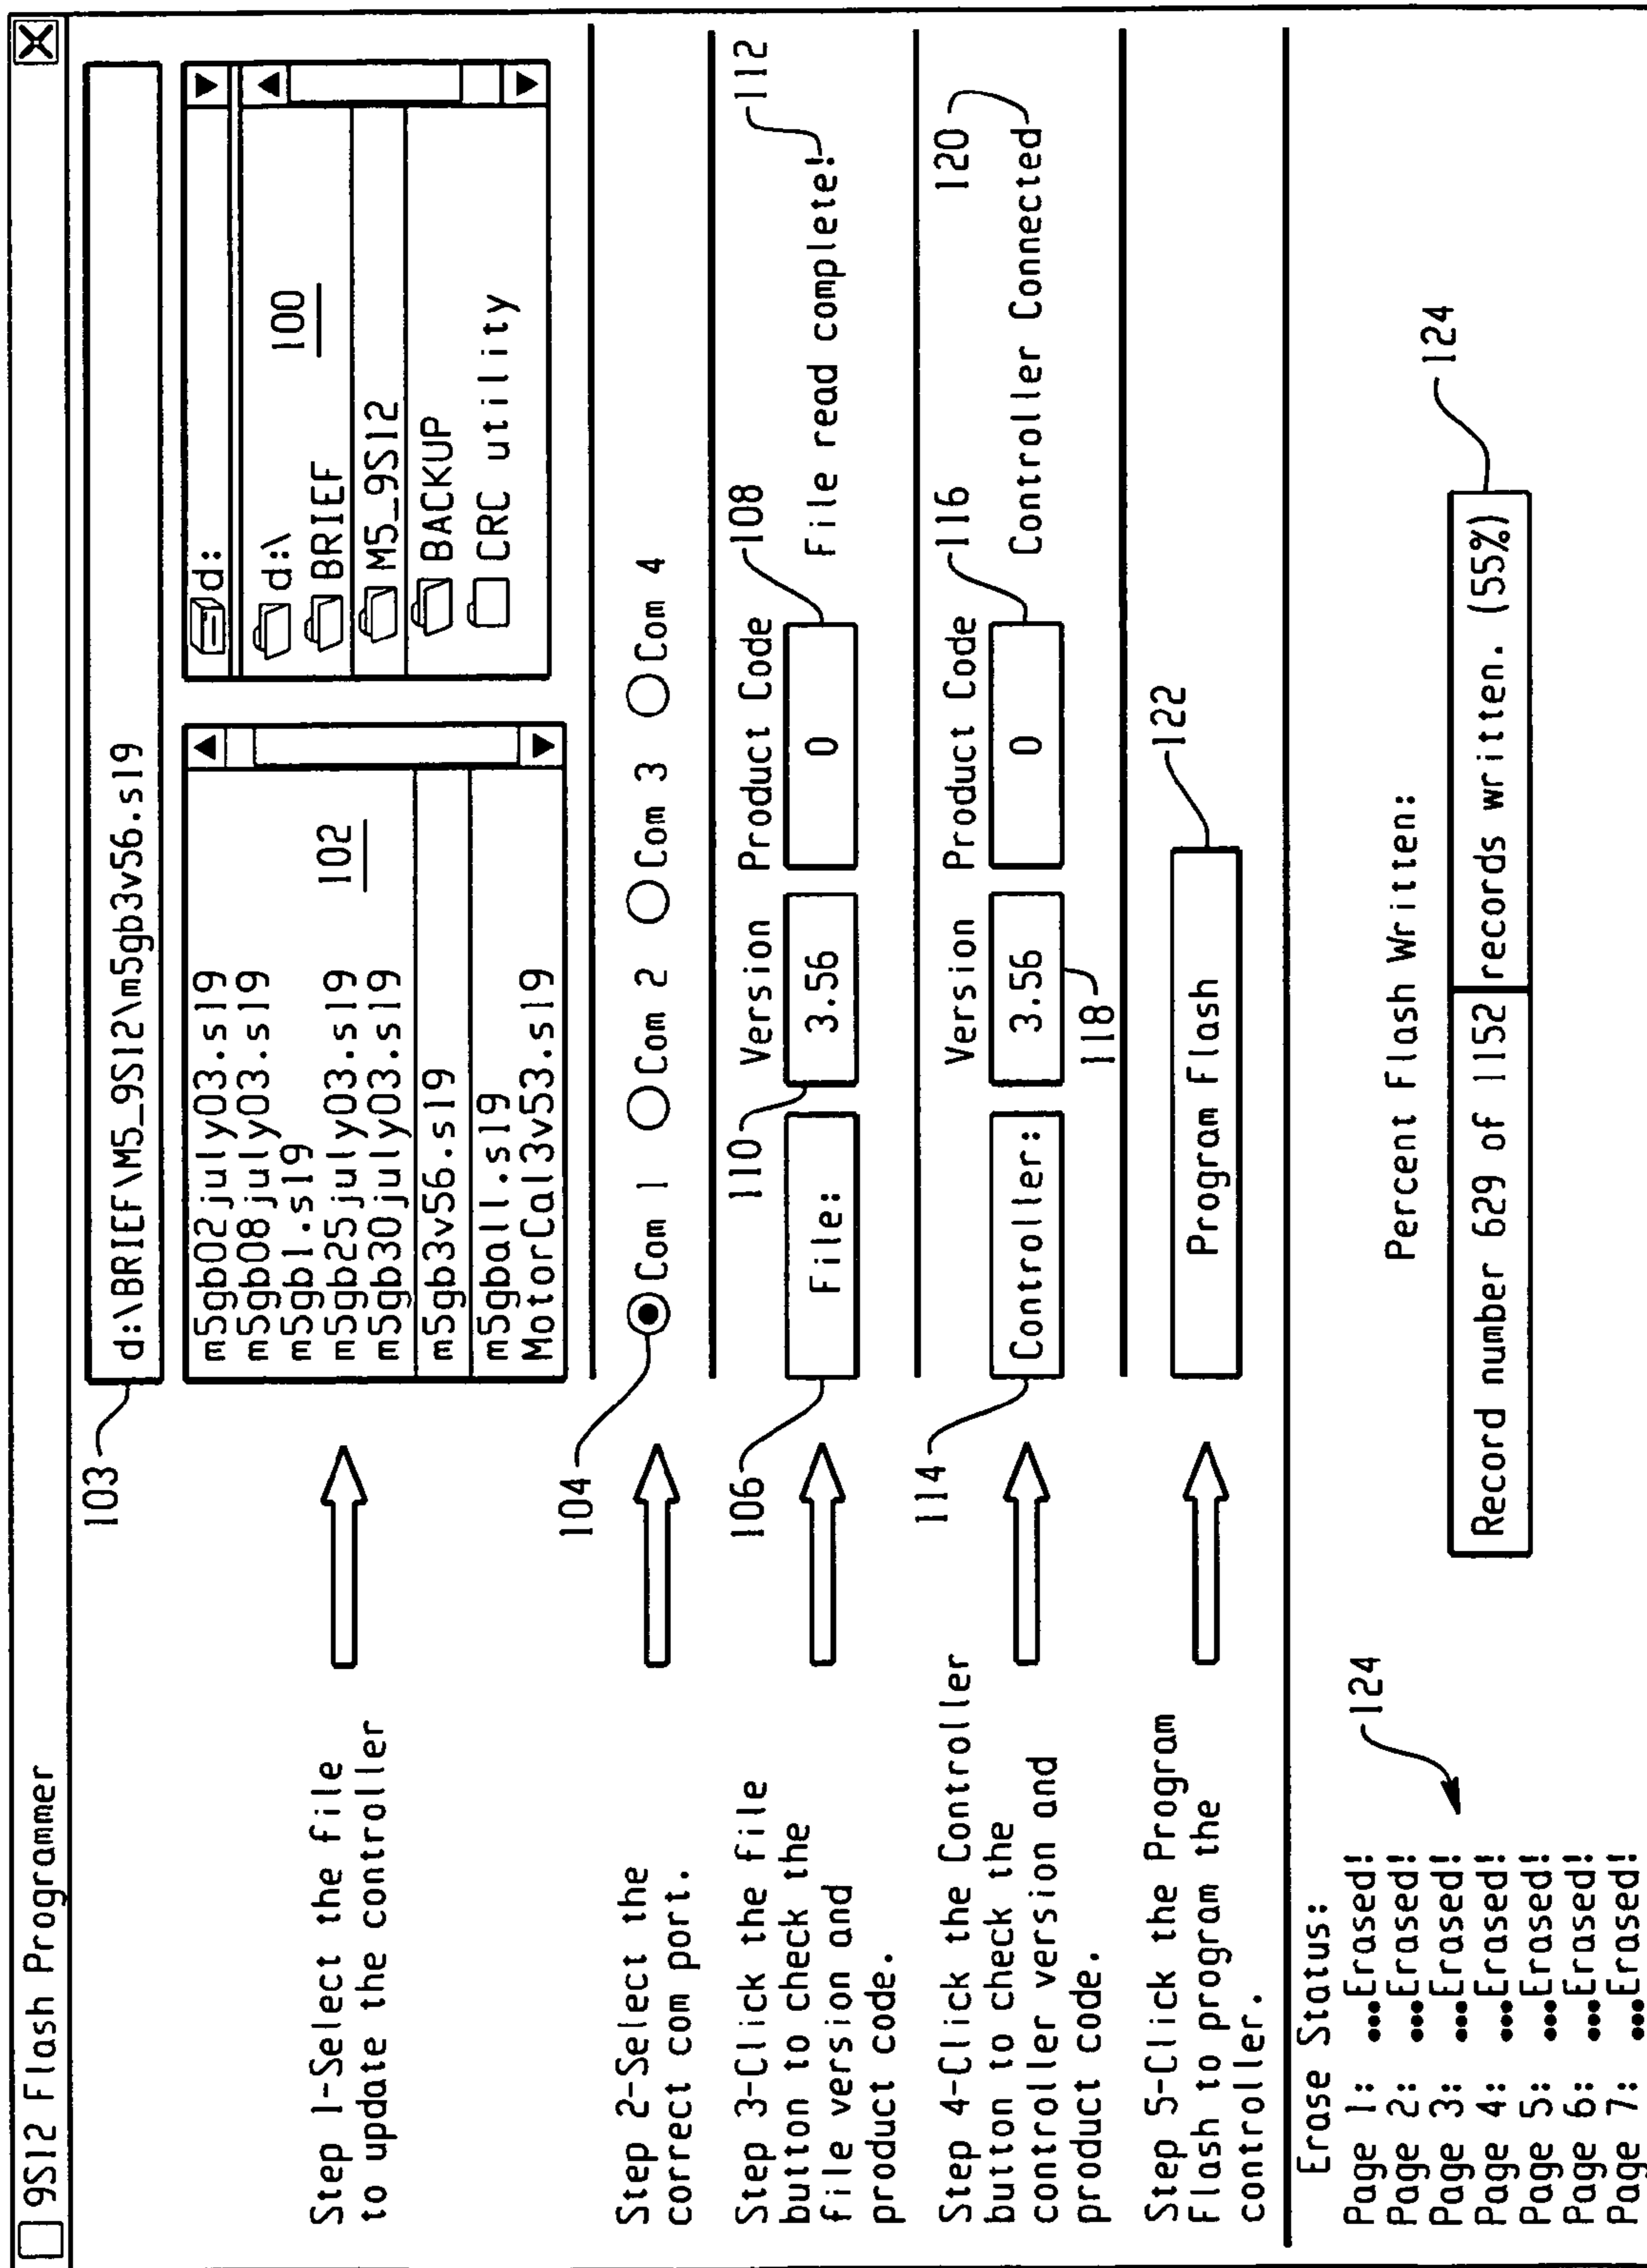 9S12 Flash Programmer
103
d:\BRIEF\M5_9S12\m5gb3v56.s19
Step 1-Select the file
to update the controller
m5gb02july03.s19
m5gb08july03.s19
m5gb1.s19
m5gb25july03.s19
m5gb30july03.s19
m5gb3v56.s19
m5gball.s19
MotorCal3v53.s19
102
d:
d:\
BRIEF
M5_9S12
BACKUP
CRC utility
100
104
Step 2-Select the
correct com port.
Com 1
Com 2
Com 3
Com 4
Step 3-Click the file
button to check the
file version and
product code.
106
110
Version
Product Code
108
112
File:
3.56
0
File read complete!
Step 4-Click the Controller
button to check the
controller version and
product code.
114
Version
Product Code
116
120
Controller:
3.56
0
Controller Connected
118
Step 5-Click the Program
Flash to program the
controller.
122
Program Flash
Erase Status:
Page 1: ...Erased!
Page 2: ...Erased!
Page 3: ...Erased!
Page 4: ...Erased!
Page 5: ...Erased!
Page 6: ...Erased!
Page 7: ...Erased!
124
Percent Flash Written:
124
Record number 629 of 1152 records written. (55%)